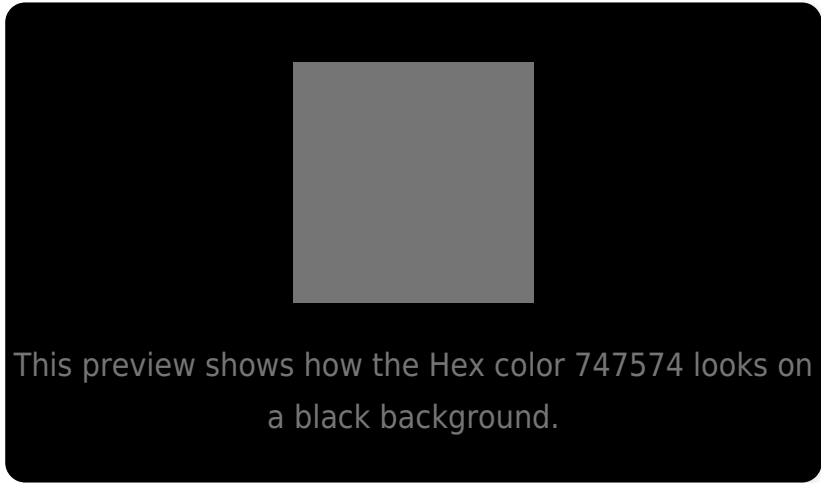 This preview shows how the Hex color 747574 looks on
a black background.